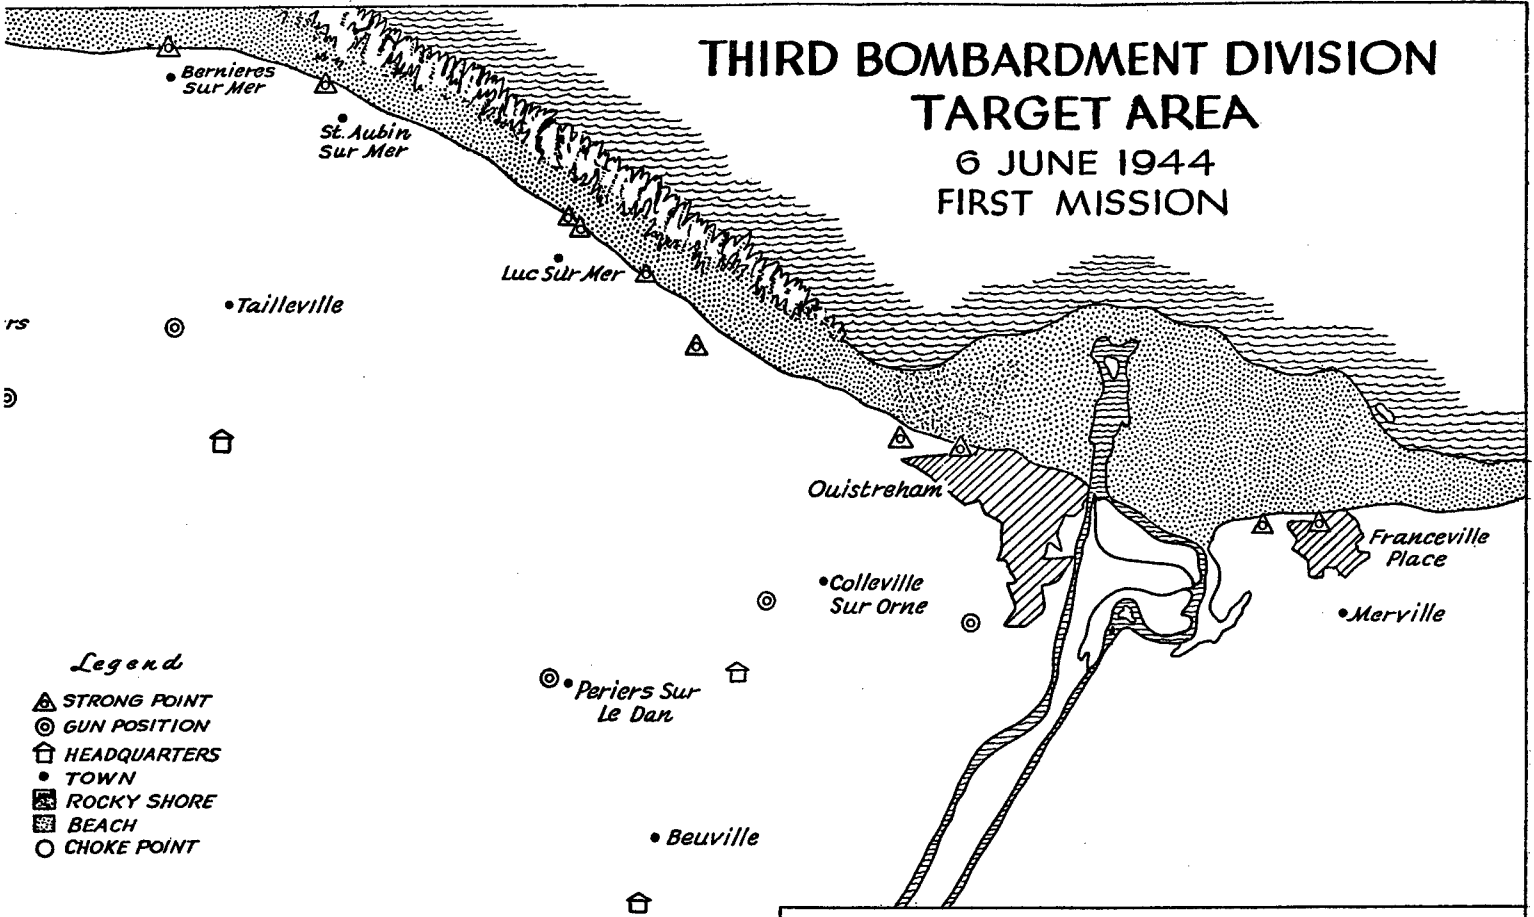 THIRD BOMBARDMENT DIVISION
TARGET AREA
6 JUNE 1944
FIRST MISSION
Bernieres
Sur Mer
St. Aubin
Sur Mer
Luc Sur Mer
Tailleville
rs
Ouistreham
Franceville
Place
Colleville
Sur Orne
Merville
Periers Sur
Le Dan
Beuville
Legend
STRONG POINT
GUN POSITION
HEADQUARTERS
TOWN
ROCKY SHORE
BEACH
CHOKE POINT